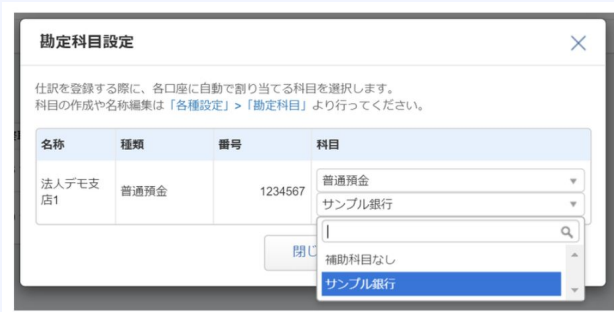 勘定科目設定
仕訳を登録する際に、各口座に自動で割り当てる科目を選択します。
科目の作成や名称編集は「各種設定」>「勘定科目」より行ってください。
名称 種類 番号 科目
法人デモ支店1 普通預金 1234567 普通預金
サンプル銀行
補助科目なし
サンプル銀行
閉じ